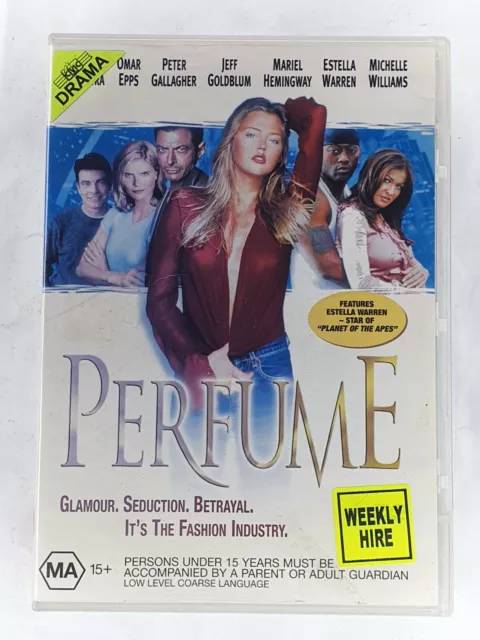 DRAMA
OMAR PETER JEFF MARIEL ESTELLA MICHELLE
EPPS GALLAGHER GOLDBLUM HEMINGWAY WARREN WILLIAMS
FEATURES
ESTELLA WARREN
– STAR OF
"PLANET OF THE APES"
PERFUME
GLAMOUR. SEDUCTION. BETRAYAL.
IT'S THE FASHION INDUSTRY.
WEEKLY
HIRE
MA 15+
PERSONS UNDER 15 YEARS MUST BE
ACCOMPANIED BY A PARENT OR ADULT GUARDIAN
LOW LEVEL COARSE LANGUAGE